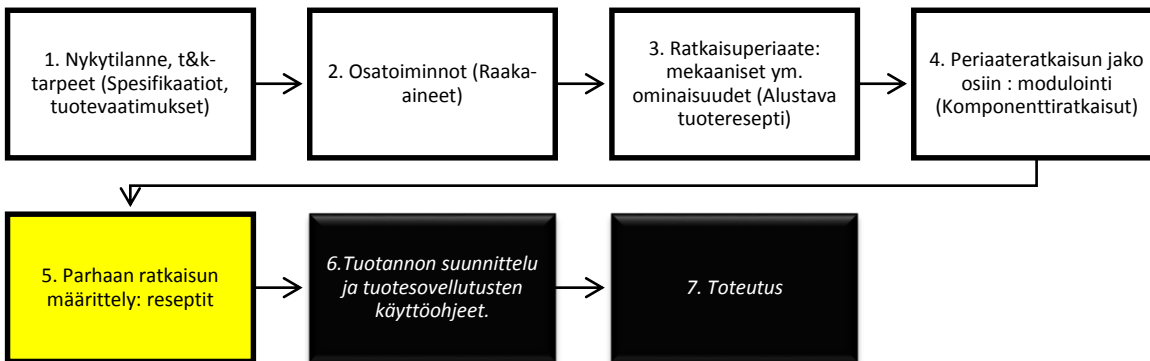 1. Nykytilanne, t&k-
tarpeet (Spesifikaatiot,
tuotevaatimukset)
2. Osatoiminnot (Raaka-
aineet)
3. Ratkaisuperiaate:
mekaaniset ym.
ominaisuudet (Alustava
tuoteresepti)
4. Periaateratkaisun jako
osiin : modulointi
(Komponenttiratkaisut)
5. Parhaan ratkaisun
määrittely: reseptit
6.Tuotannon suunnittelu
ja tuotesovellutusten
käyttöohjeet.
7. Toteutus